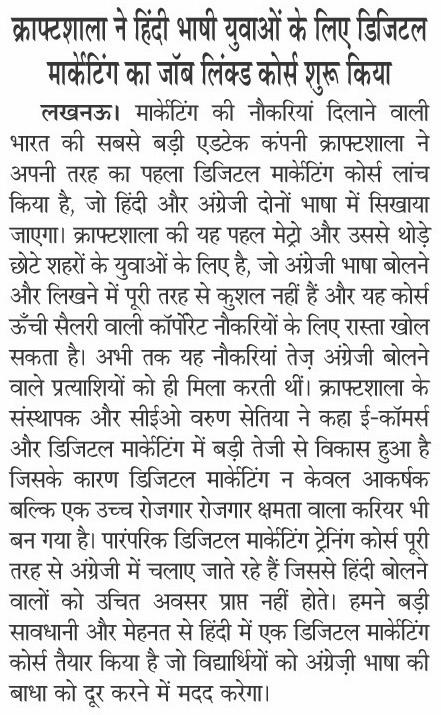 क्राफ्टशाला ने हिंदी भाषी युवाओं के लिए डिजिटल
मार्केटिंग का जॉब लिंक्ड कोर्स शुरू किया
लखनऊ। मार्केटिंग की नौकरियां दिलाने वाली
भारत की सबसे बड़ी एडटेक कंपनी क्राफ्टशाला ने
अपनी तरह का पहला डिजिटल मार्केटिंग कोर्स लांच
किया है, जो हिंदी और अंग्रेजी दोनों भाषा में सिखाया
जाएगा। क्राफ्टशाला की यह पहल मेट्रो और उससे थोड़े
छोटे शहरों के युवाओं के लिए है, जो अंग्रेजी भाषा बोलने
और लिखने में पूरी तरह से कुशल नहीं हैं और यह कोर्स
ऊँची सैलरी वाली कॉर्पोरेट नौकरियों के लिए रास्ता खोल
सकता है। अभी तक यह नौकरियां तेज़ अंग्रेजी बोलने
वाले प्रत्याशियों को ही मिला करती थीं। क्राफ्टशाला के
संस्थापक और सीईओ वरुण सेतिया ने कहा ई-कॉमर्स
और डिजिटल मार्केटिंग में बड़ी तेजी से विकास हुआ है
जिसके कारण डिजिटल मार्केटिंग न केवल आकर्षक
बल्कि एक उच्च रोजगार रोजगार क्षमता वाला करियर भी
बन गया है। पारंपरिक डिजिटल मार्केटिंग ट्रेनिंग कोर्स पूरी
तरह से अंग्रेजी में चलाए जाते रहे हैं जिससे हिंदी बोलने
वालों को उचित अवसर प्राप्त नहीं होते। हमने बड़ी
सावधानी और मेहनत से हिंदी में एक डिजिटल मार्केटिंग
कोर्स तैयार किया है जो विद्यार्थियों को अंग्रेज़ी भाषा की
बाधा को दूर करने में मदद करेगा।